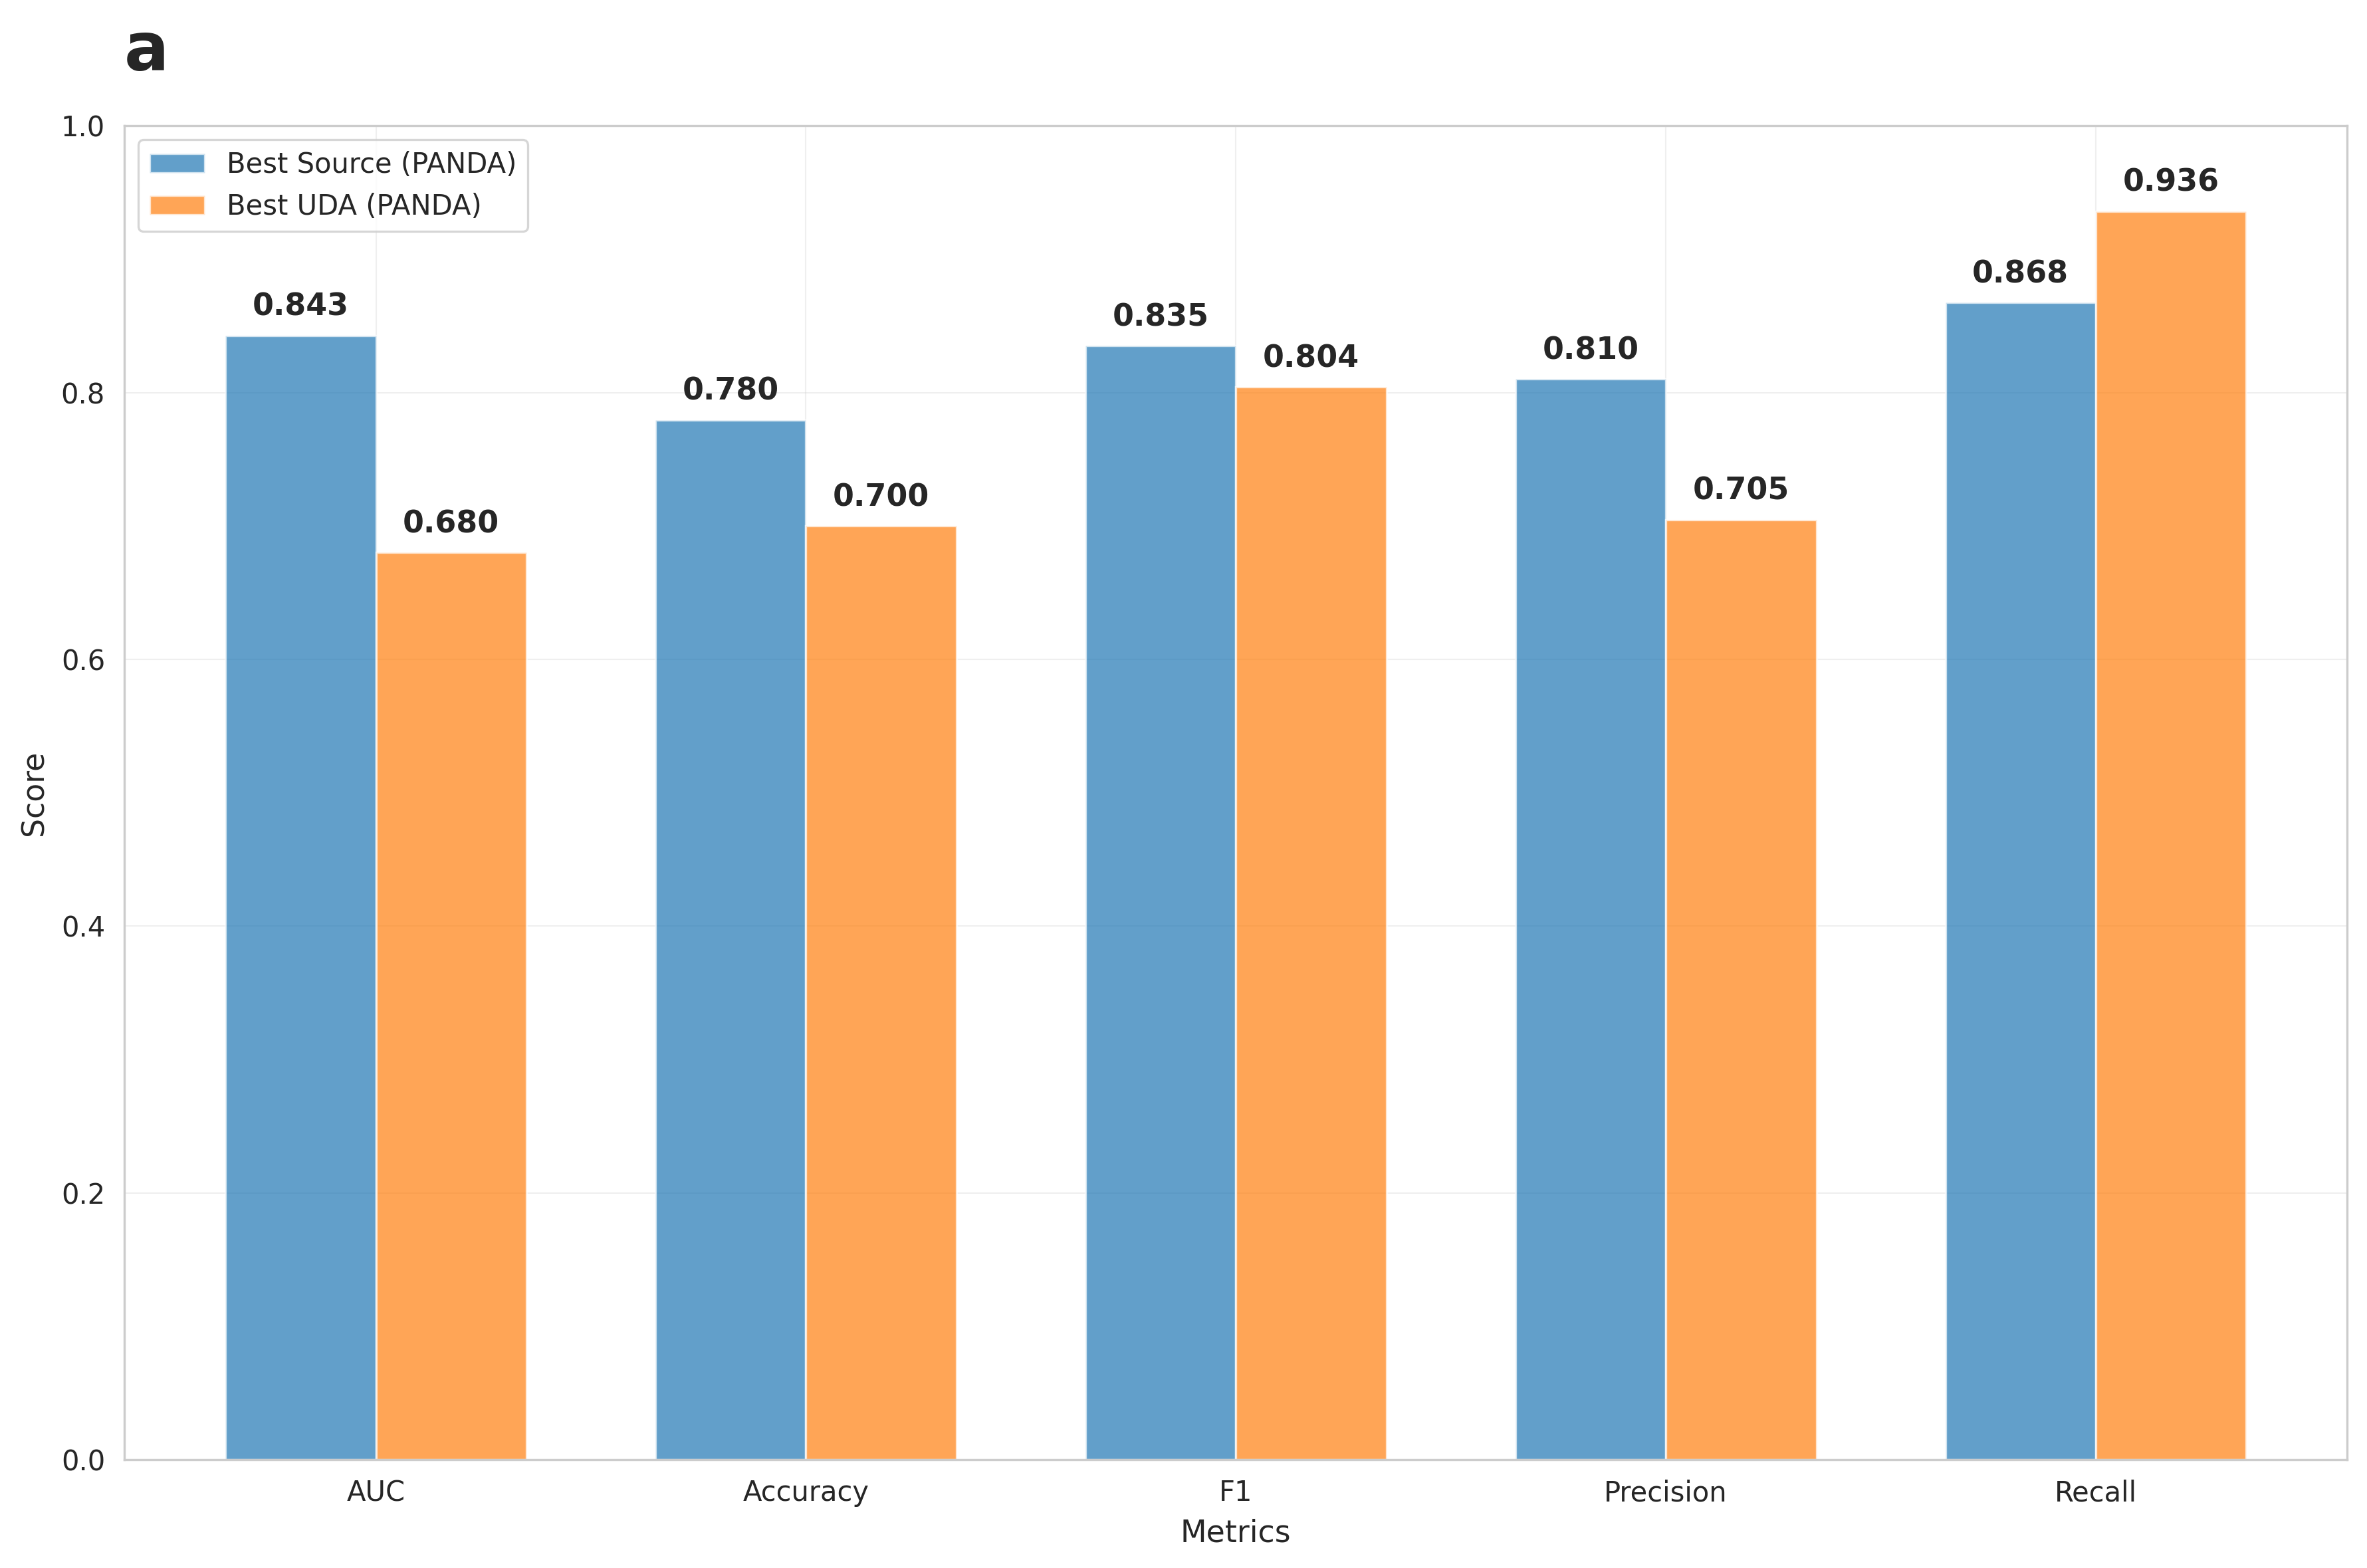 a
1.0
Best Source (PANDA)
Best UDA (PANDA)
0.936
0.868
0.843
0.835
0.810
0.804
0.8
0.780
0.705
0.700
0.680
0.6
Score
0.4
0.2
0.0
AUC Accuracy F1 Precision Recall
Metrics